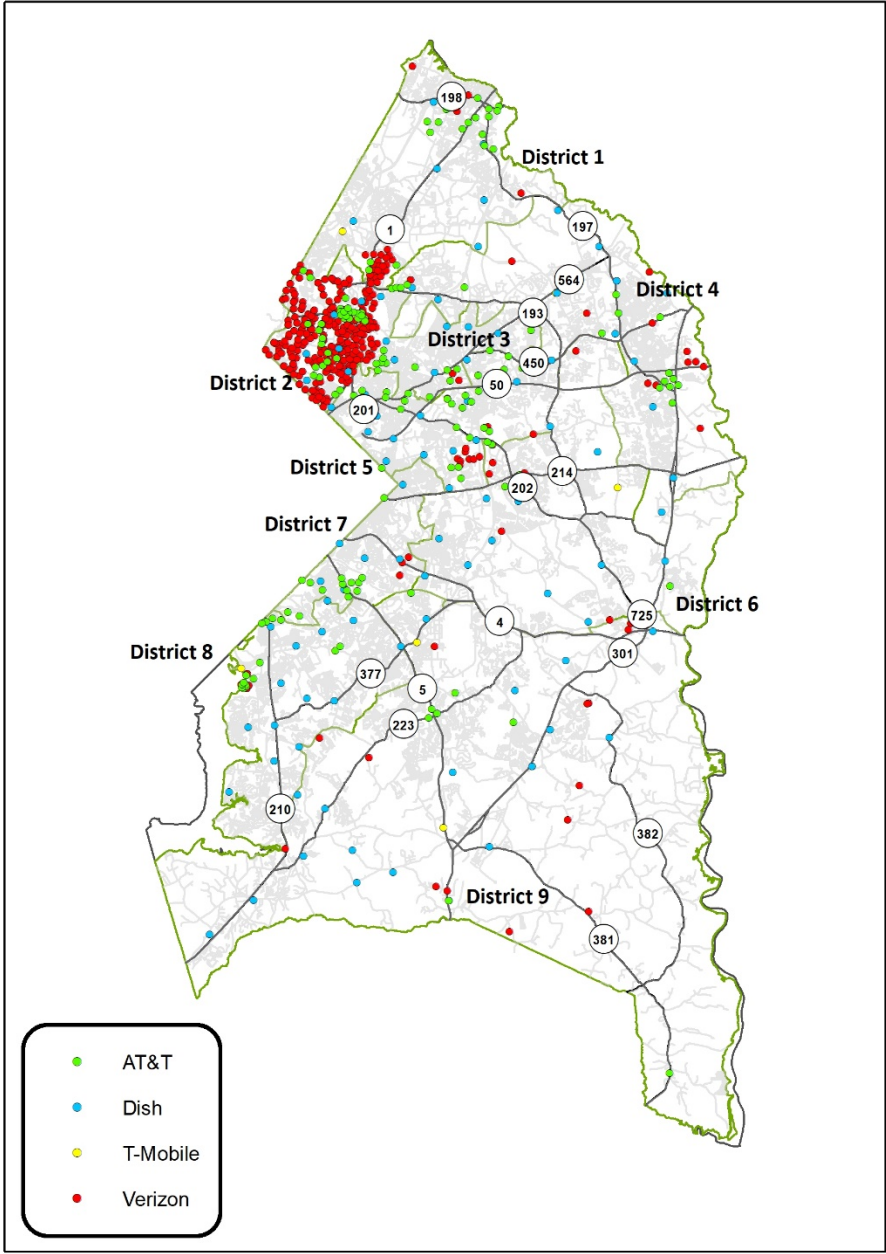 198
District 1
1
197
564
District 4
193
District 3
450
District 2
50
201
District 5
214
202
District 7
725
District 6
4
301
District 8
377
5
223
210
382
District 9
381
AT&T
Dish
T-Mobile
Verizon